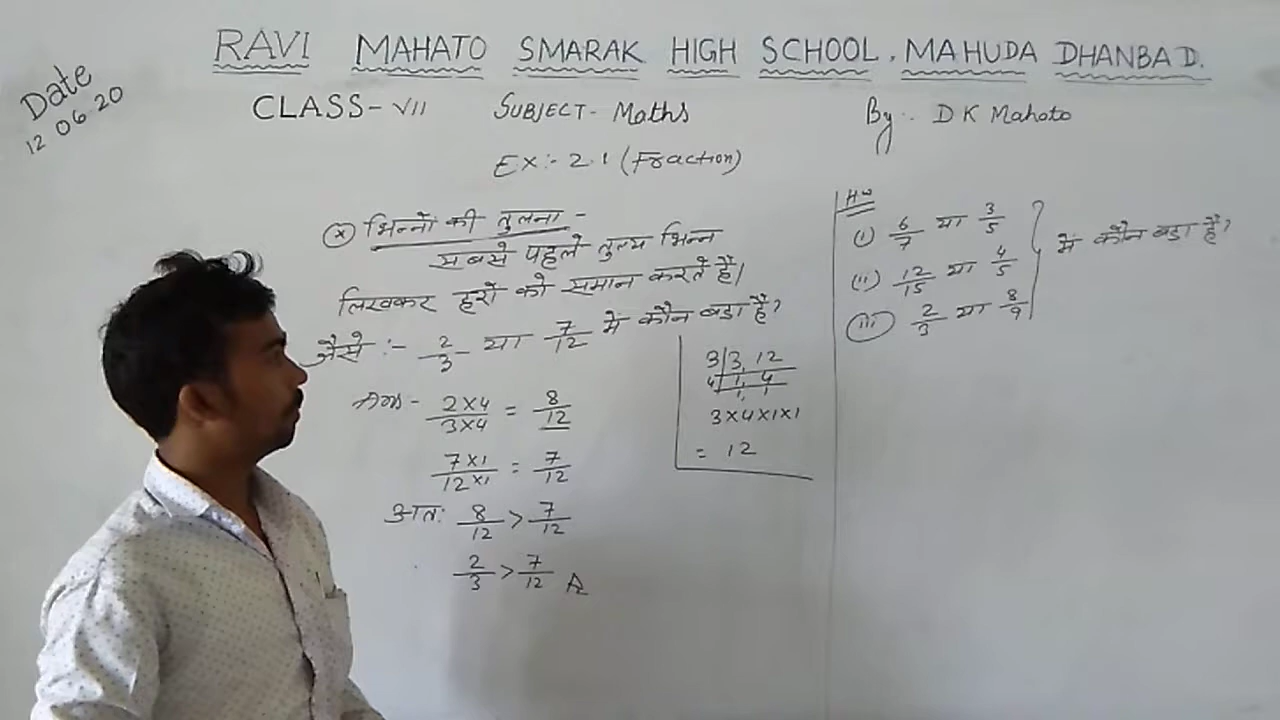 RAVI MAHATO SMARAK HIGH SCHOOL, MAHUDA DHANBAD.
Date
12 06 20
CLASS - VII SUBJECT - Maths By:- D K Mahato
Ex:- 2.1 (Fraction)
(x) भिन्नों की तुलना -
सबसे पहले तुल्य भिन्न
लिखकर हरों को समान करते हैं।
जैसे :- 2/3 या 7/12 में कौन बडा है?
3 | 3, 12
4 | 1, 4
1, 1
3×4×1×1
= 12
Ans - 2×4/3×4 = 8/12
7×1/12×1 = 7/12
अतः 8/12 > 7/12
2/3 > 7/12 A
HW
(i) 6/7 या 3/5
(ii) 12/15 या 4/5
(iii) 2/3 या 8/9
में कौन बडा है?